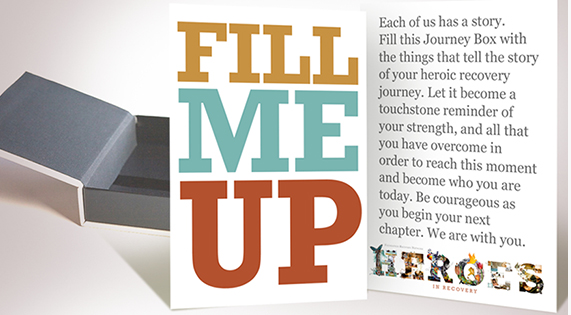 FILL
ME
UP
Each of us has a story.
Fill this Journey Box with
the things that tell the story
of your heroic recovery
journey. Let it become a
touchstone reminder of
your strength, and all that
you have overcome in
order to reach this moment
and become who you are
today. Be courageous as
you begin your next
chapter. We are with you.
HEROES
IN RECOVERY